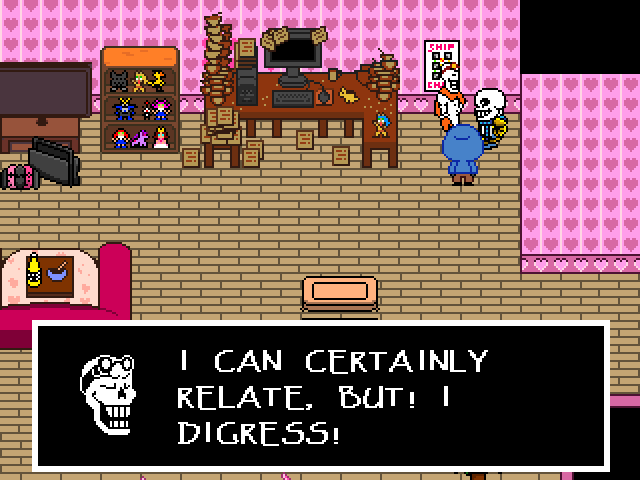 SHIP
I CAN CERTAINLY
RELATE, BUT! I
DIGRESS!